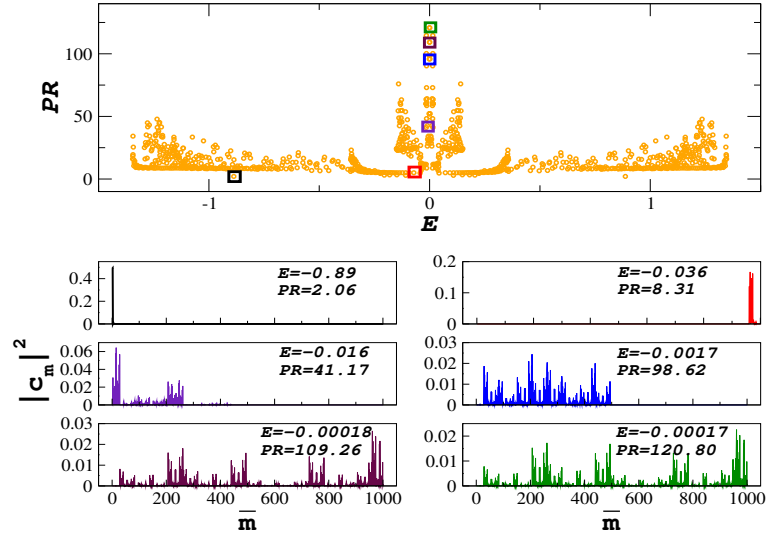 100
50
0
PR
-1
0
1
E
0.4
0.2
0
E=-0.89
PR=2.06
0.2
0.1
0
E=-0.036
PR=8.31
|c_m|^2
0.06
0.04
0.02
0
E=-0.016
PR=41.17
0.03
0.02
0.01
0
E=-0.0017
PR=98.62
0.03
0.02
0.01
0
E=-0.00018
PR=109.26
0 200 400 600 800 1000
m̅
0.02
0.01
0
E=-0.00017
PR=120.80
0 200 400 600 800 1000
m̅